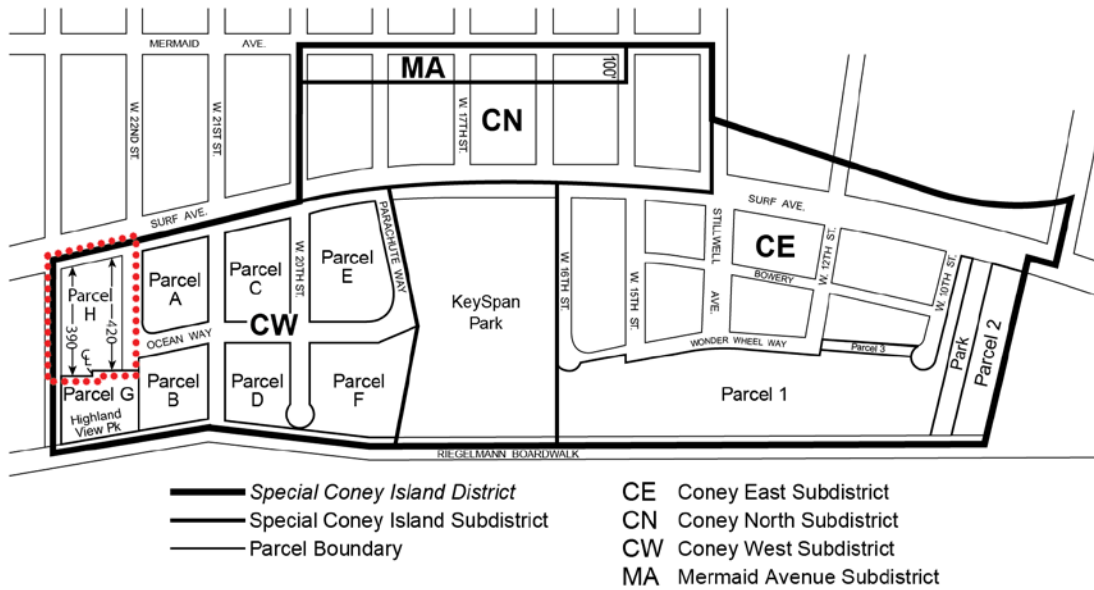 MERMAID AVE.
MA
100'
CN
W. 17TH ST.
W. 22ND ST.
W. 21ST ST.
SURF AVE.
PARACHUTE WAY
SURF AVE.
STILLWELL AVE.
CE
W. 12TH ST.
BOWERY
W. 10TH ST.
W. 20TH ST.
Parcel E
Parcel C
Parcel A
Parcel H
390
420
CL
CW
OCEAN WAY
KeySpan Park
W. 16TH ST.
W. 15TH ST.
WONDER WHEEL WAY
Parcel 3
Park
Parcel 2
Parcel G
Highland View Pk
Parcel B
Parcel D
Parcel F
Parcel 1
RIEGELMANN BOARDWALK
Special Coney Island District
Special Coney Island Subdistrict
Parcel Boundary
CE Coney East Subdistrict
CN Coney North Subdistrict
CW Coney West Subdistrict
MA Mermaid Avenue Subdistrict